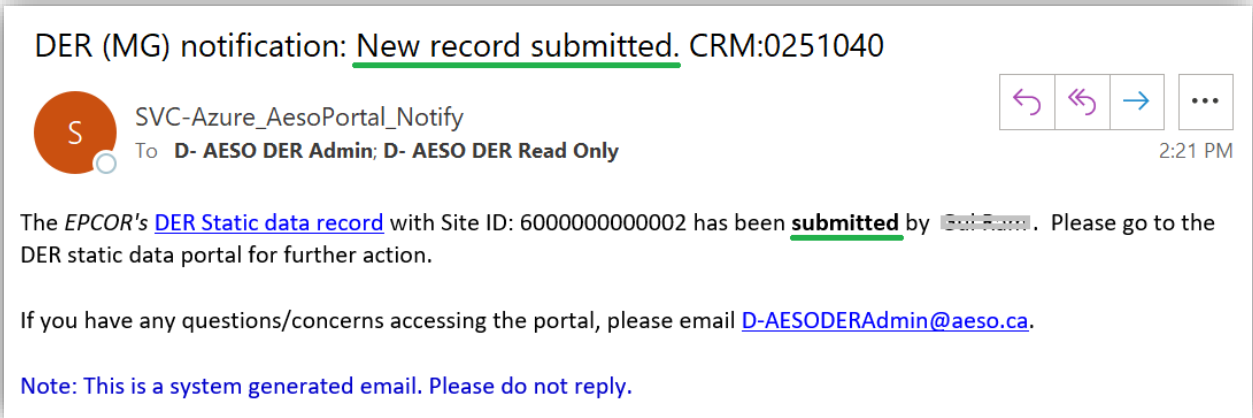 DER (MG) notification: New record submitted. CRM:0251040
S
SVC-Azure_AesoPortal_Notify
To D- AESO DER Admin; D- AESO DER Read Only
2:21 PM
The EPCOR's DER Static data record with Site ID: 6000000000002 has been submitted by . Please go to the
DER static data portal for further action.
If you have any questions/concerns accessing the portal, please email D-AESODERAdmin@aeso.ca.
Note: This is a system generated email. Please do not reply.